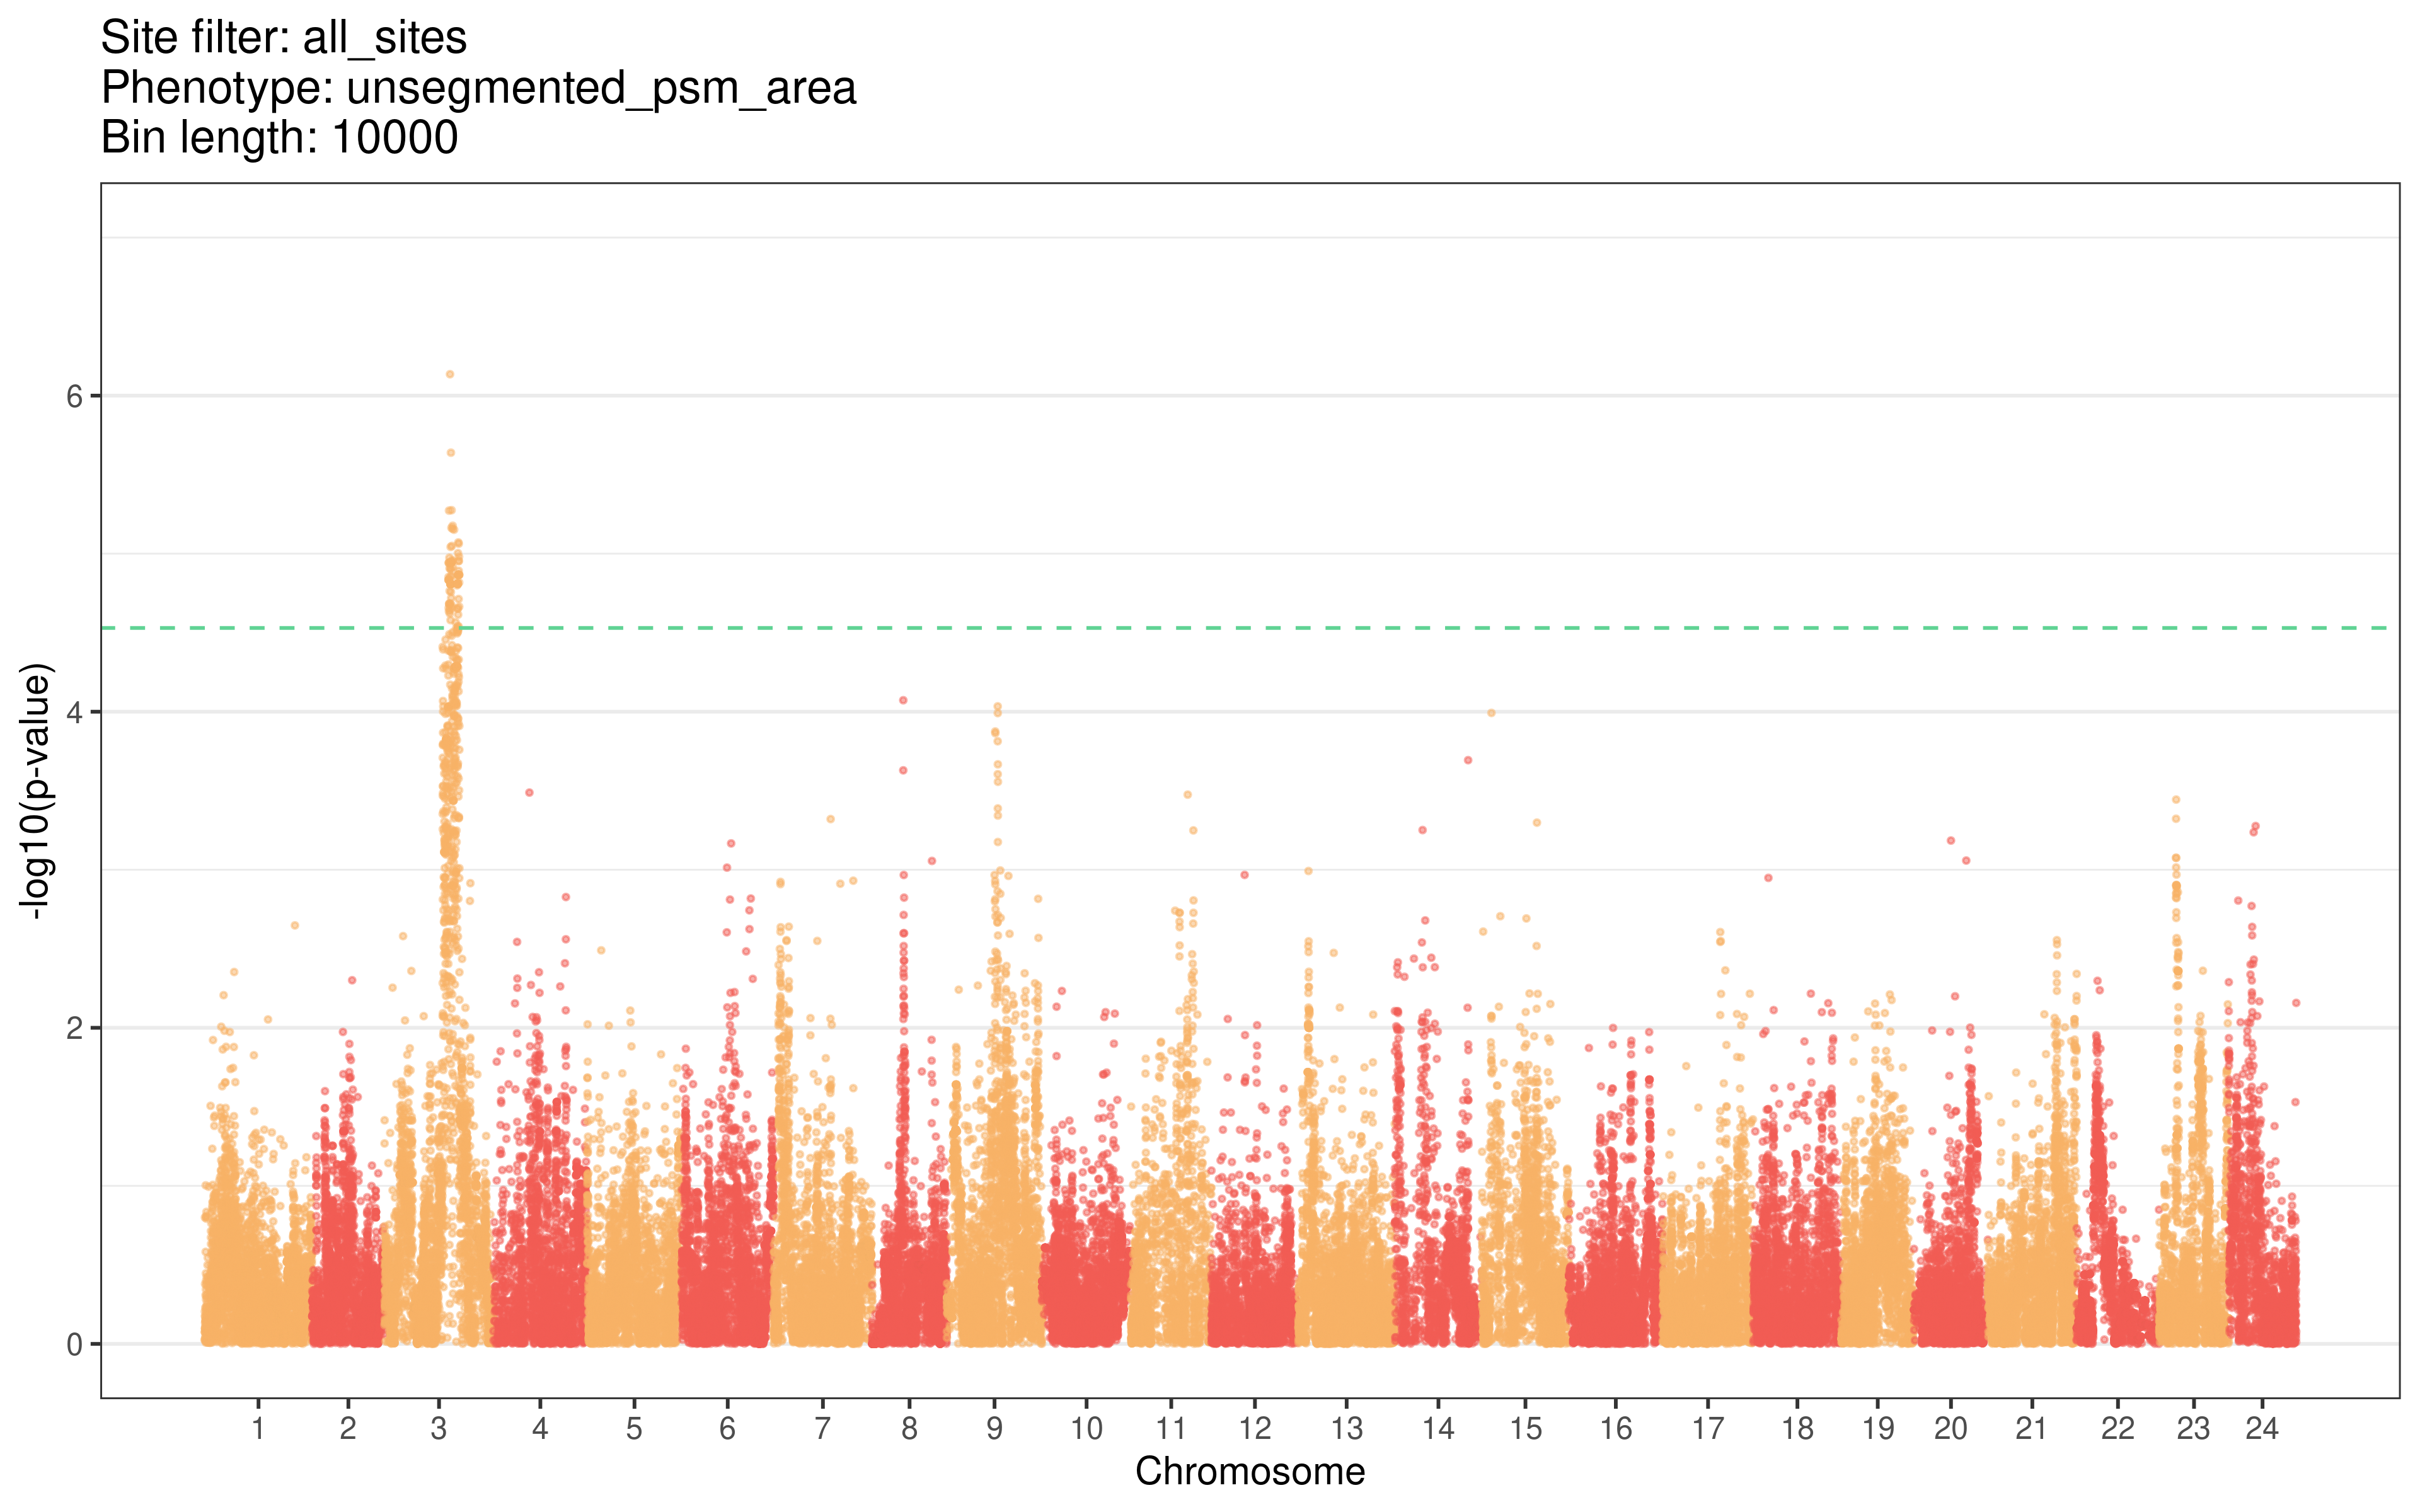 Site filter: all_sites
Phenotype: unsegmented_psm_area
Bin length: 10000
6
4
2
0
-log10(p-value)
1 2 3 4 5 6 7 8 9 10 11 12 13 14 15 16 17 18 19 20 21 22 23 24
Chromosome